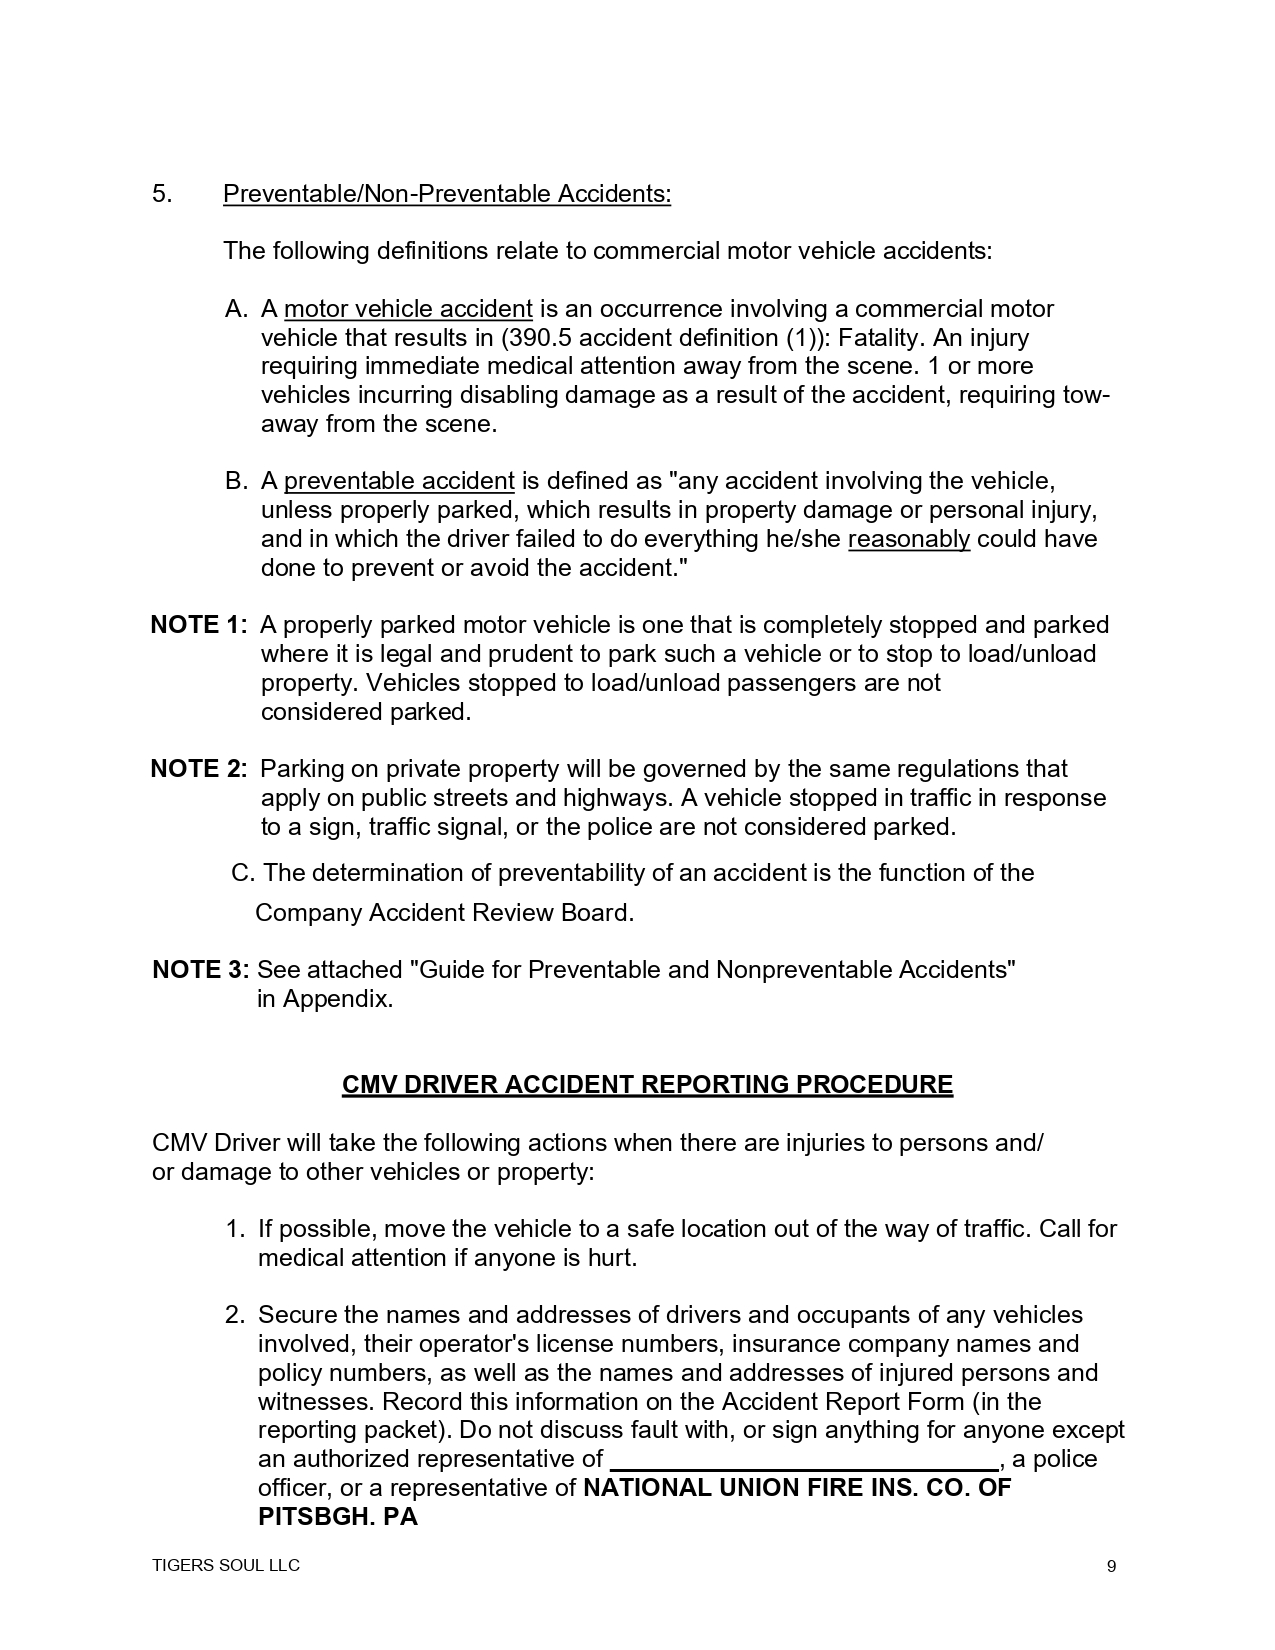 5. Preventable/Non-Preventable Accidents:
The following definitions relate to commercial motor vehicle accidents:
A. A motor vehicle accident is an occurrence involving a commercial motor
vehicle that results in (390.5 accident definition (1)): Fatality. An injury
requiring immediate medical attention away from the scene. 1 or more
vehicles incurring disabling damage as a result of the accident, requiring tow-
away from the scene.
B. A preventable accident is defined as "any accident involving the vehicle,
unless properly parked, which results in property damage or personal injury,
and in which the driver failed to do everything he/she reasonably could have
done to prevent or avoid the accident."
NOTE 1: A properly parked motor vehicle is one that is completely stopped and parked
where it is legal and prudent to park such a vehicle or to stop to load/unload
property. Vehicles stopped to load/unload passengers are not
considered parked.
NOTE 2: Parking on private property will be governed by the same regulations that
apply on public streets and highways. A vehicle stopped in traffic in response
to a sign, traffic signal, or the police are not considered parked.
C. The determination of preventability of an accident is the function of the
Company Accident Review Board.
NOTE 3: See attached "Guide for Preventable and Nonpreventable Accidents"
in Appendix.
CMV DRIVER ACCIDENT REPORTING PROCEDURE
CMV Driver will take the following actions when there are injuries to persons and/
or damage to other vehicles or property:
1. If possible, move the vehicle to a safe location out of the way of traffic. Call for
medical attention if anyone is hurt.
2. Secure the names and addresses of drivers and occupants of any vehicles
involved, their operator's license numbers, insurance company names and
policy numbers, as well as the names and addresses of injured persons and
witnesses. Record this information on the Accident Report Form (in the
reporting packet). Do not discuss fault with, or sign anything for anyone except
an authorized representative of ____________________________, a police
officer, or a representative of NATIONAL UNION FIRE INS. CO. OF
PITSBGH. PA
TIGERS SOUL LLC 9